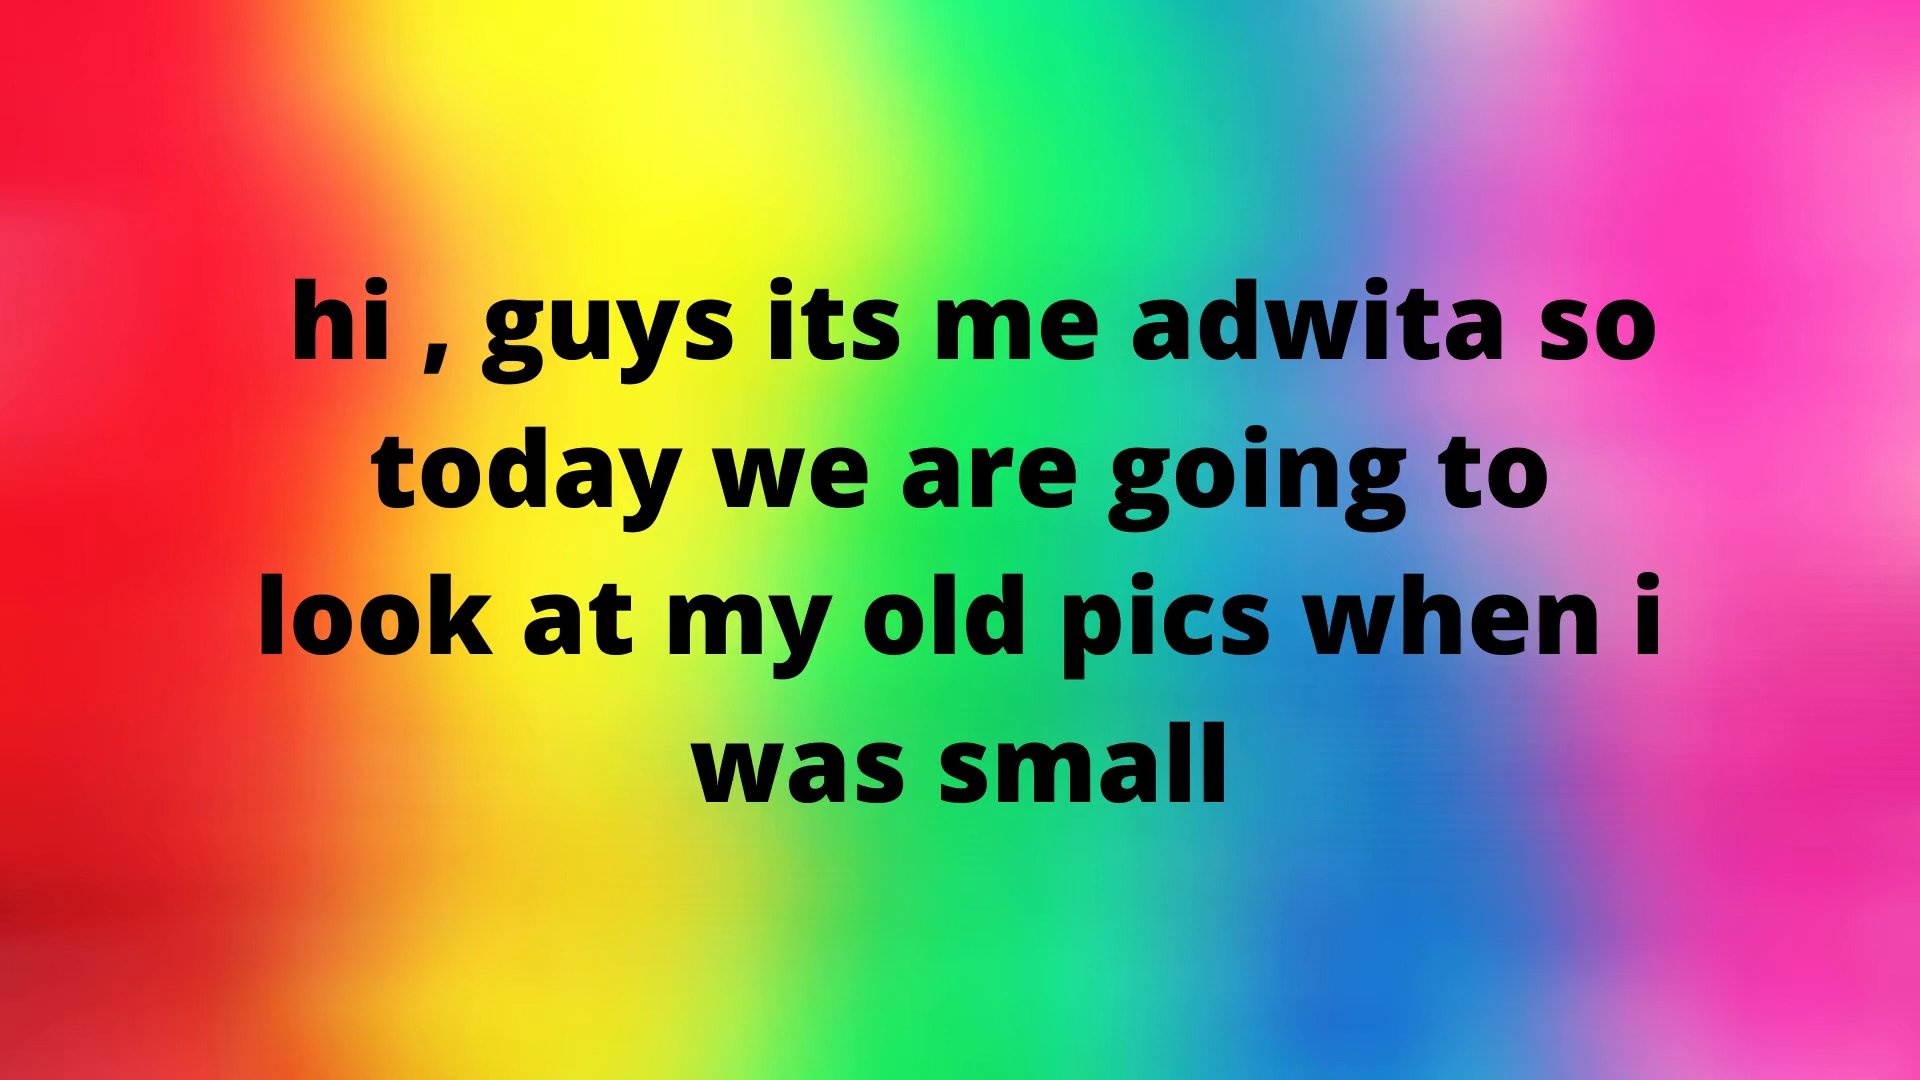 hi , guys its me adwita so
today we are going to
look at my old pics when i
was small